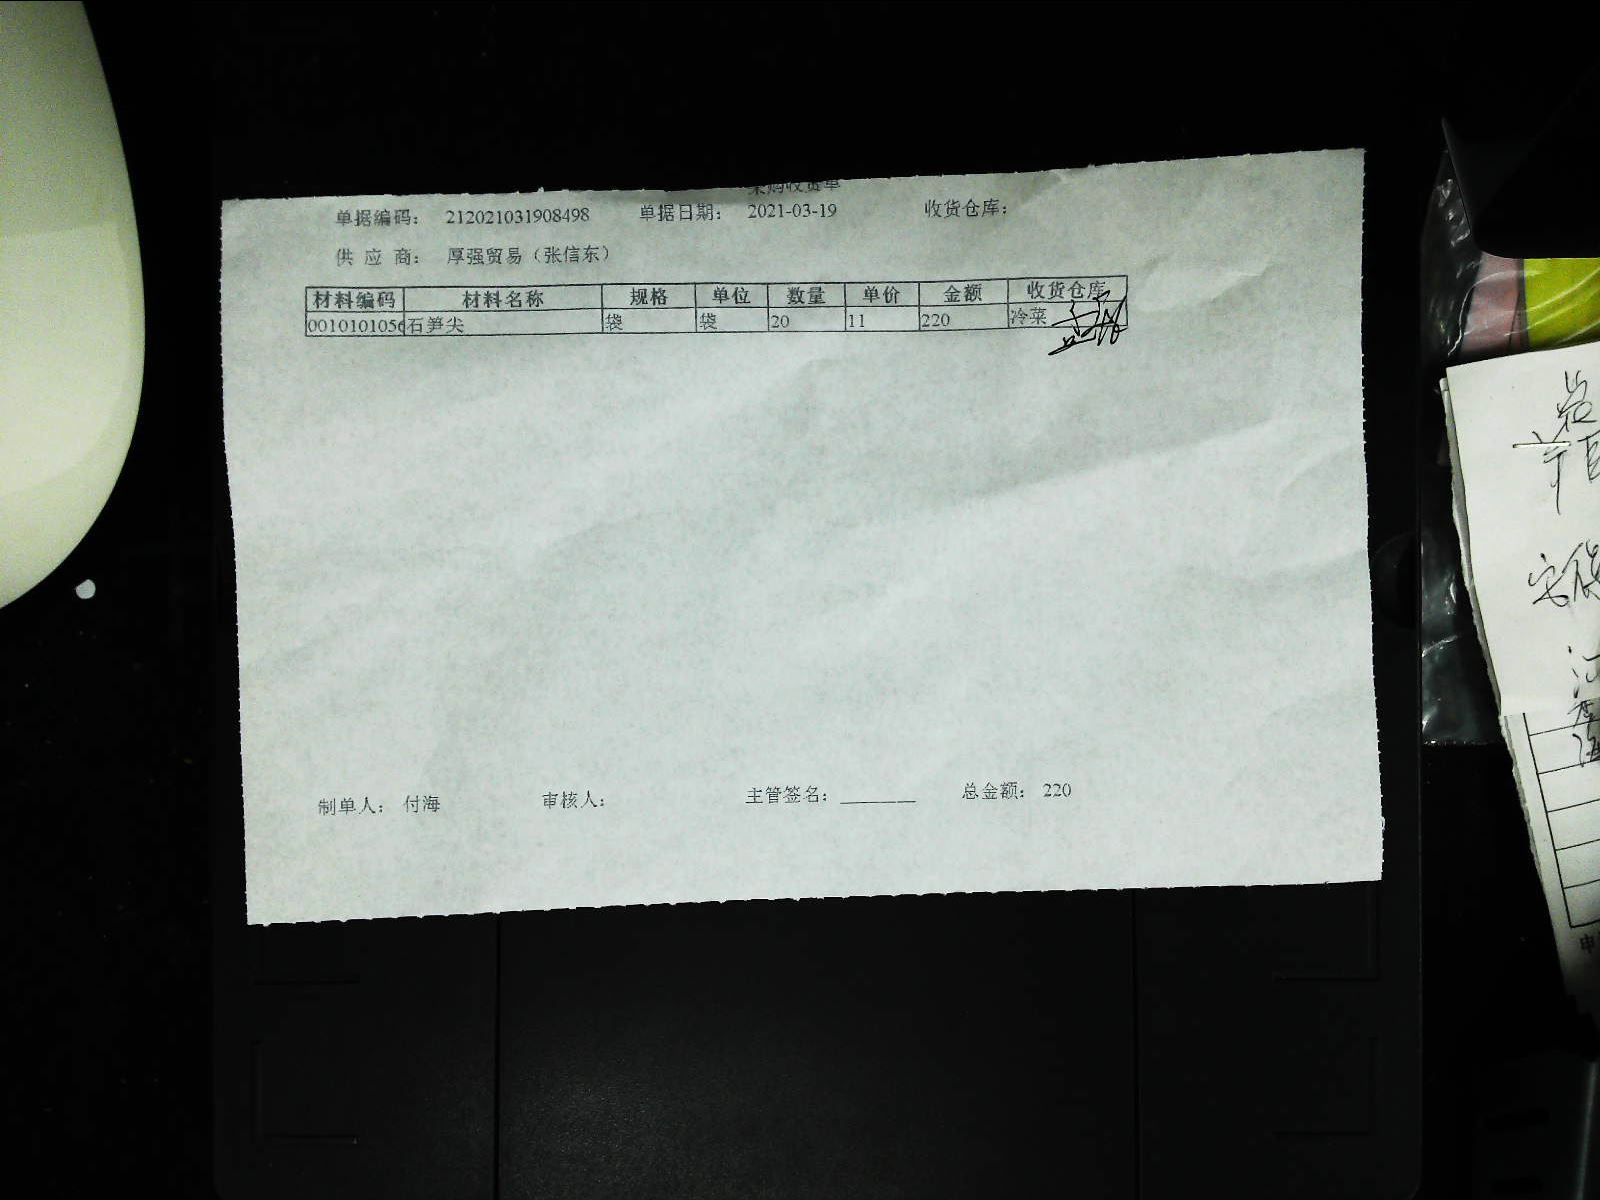 采购收货单
单据编码： 212021031908498 单据日期： 2021-03-19 收货仓库：
供 应 商： 厚强贸易（张信东）
材料编码 材料名称 规格 单位 数量 单价 金额 收货仓库
0010101056 石笋尖 袋 袋 20 11 220 冷菜
制单人： 付海 审核人： 主管签名： ________ 总金额： 220